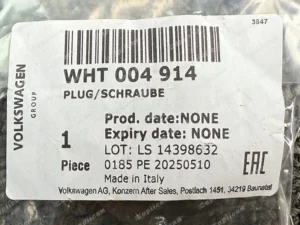 3847
VOLKSWAGEN
GROUP
WHT 004 914
PLUG/SCHRAUBE
1
Piece
Prod. date:NONE
Expiry date: NONE
LOT: LS 14398632
0185 PE 20250510
Made in Italy
EAC
Volkswagen AG, Konzern After Sales, Postfach 1451, 34219 Baunatal